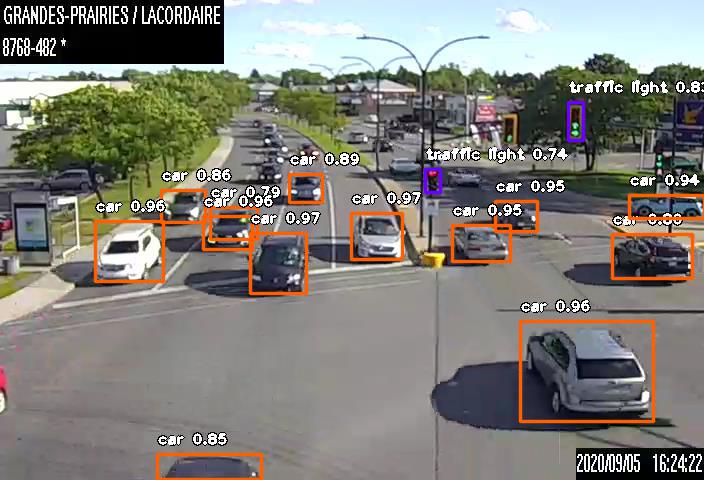 GRANDES-PRAIRIES / LACORDAIRE
8768-482 *
traffic light 0.83
traffic light 0.74
car 0.86
car 0.89
car 0.79
car 0.96
car 0.96
car 0.97
car 0.97
car 0.95
car 0.95
car 0.94
car 0.96
car 0.85
2020/09/05 16:24:22